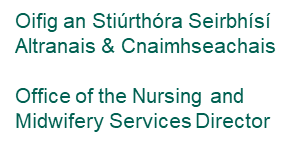 Oifig an Stiúrthóra Seirbhísí
Altranais & Cnaimhseachais
Office of the Nursing and
Midwifery Services Director